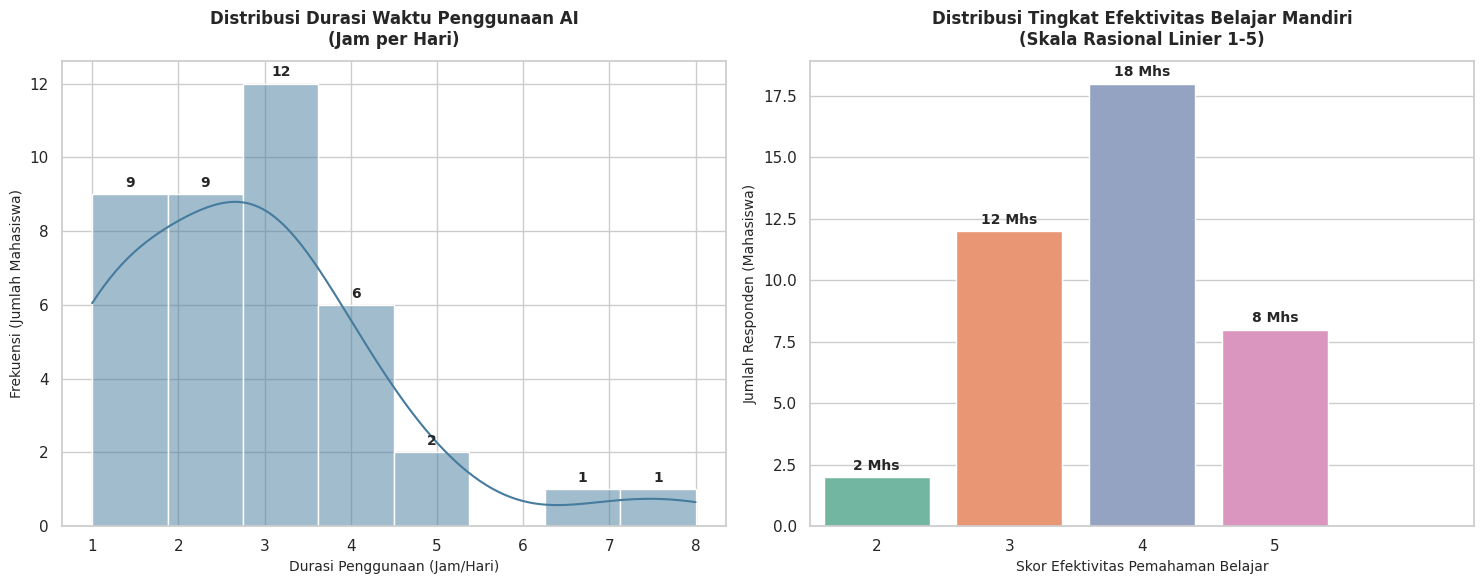 Distribusi Durasi Waktu Penggunaan AI
(Jam per Hari)
Frekuensi (Jumlah Mahasiswa)
12
10
8
6
4
2
0
9
9
12
6
2
1
1
1 2 3 4 5 6 7 8
Durasi Penggunaan (Jam/Hari)
Distribusi Tingkat Efektivitas Belajar Mandiri
(Skala Rasional Linier 1-5)
Jumlah Responden (Mahasiswa)
17.5
15.0
12.5
10.0
7.5
5.0
2.5
0.0
2 Mhs
12 Mhs
18 Mhs
8 Mhs
2 3 4 5
Skor Efektivitas Pemahaman Belajar